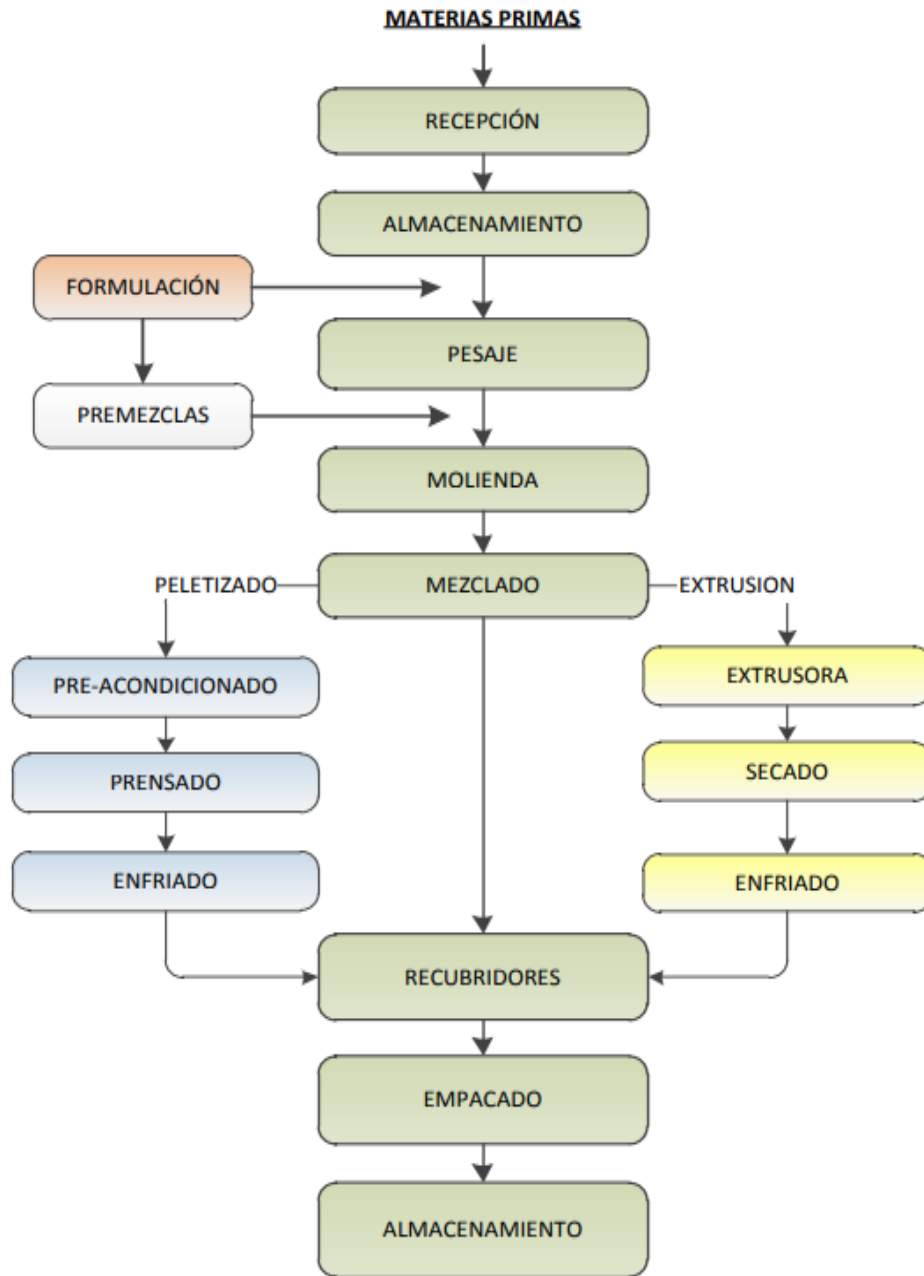 MATERIAS PRIMAS
RECEPCIÓN
ALMACENAMIENTO
FORMULACIÓN
PESAJE
PREMEZCLAS
MOLIENDA
PELETIZADO
MEZCLADO
EXTRUSION
PRE-ACONDICIONADO
EXTRUSORA
PRENSADO
SECADO
ENFRIADO
ENFRIADO
RECUBRIDORES
EMPACADO
ALMACENAMIENTO